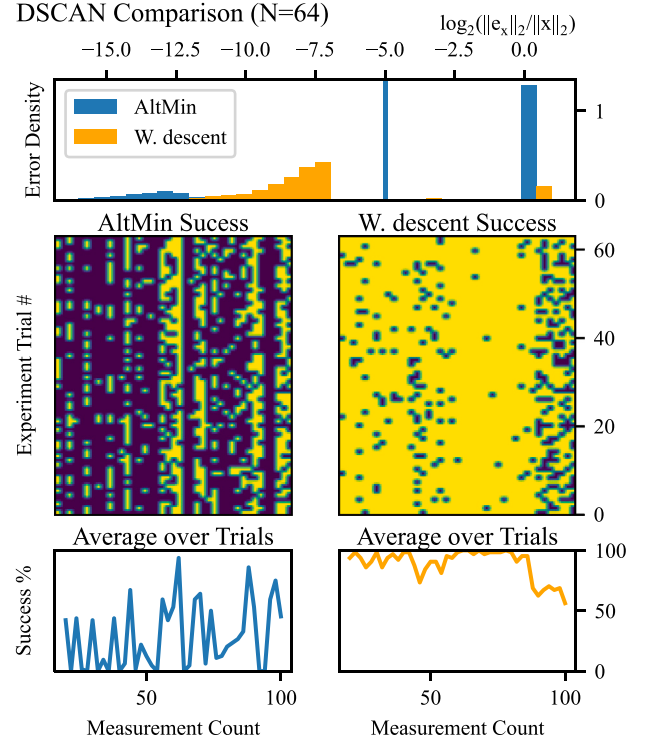 DSCAN Comparison (N=64)
log₂(||eₓ||₂/||x||₂)
−15.0 −12.5 −10.0 −7.5 −5.0 −2.5 0.0
Error Density
AltMin
W. descent
1
0
AltMin Sucess
W. descent Success
Experiment Trial #
60
40
20
0
Average over Trials
Average over Trials
Success %
100
50
0
50 100
50 100
Measurement Count
Measurement Count